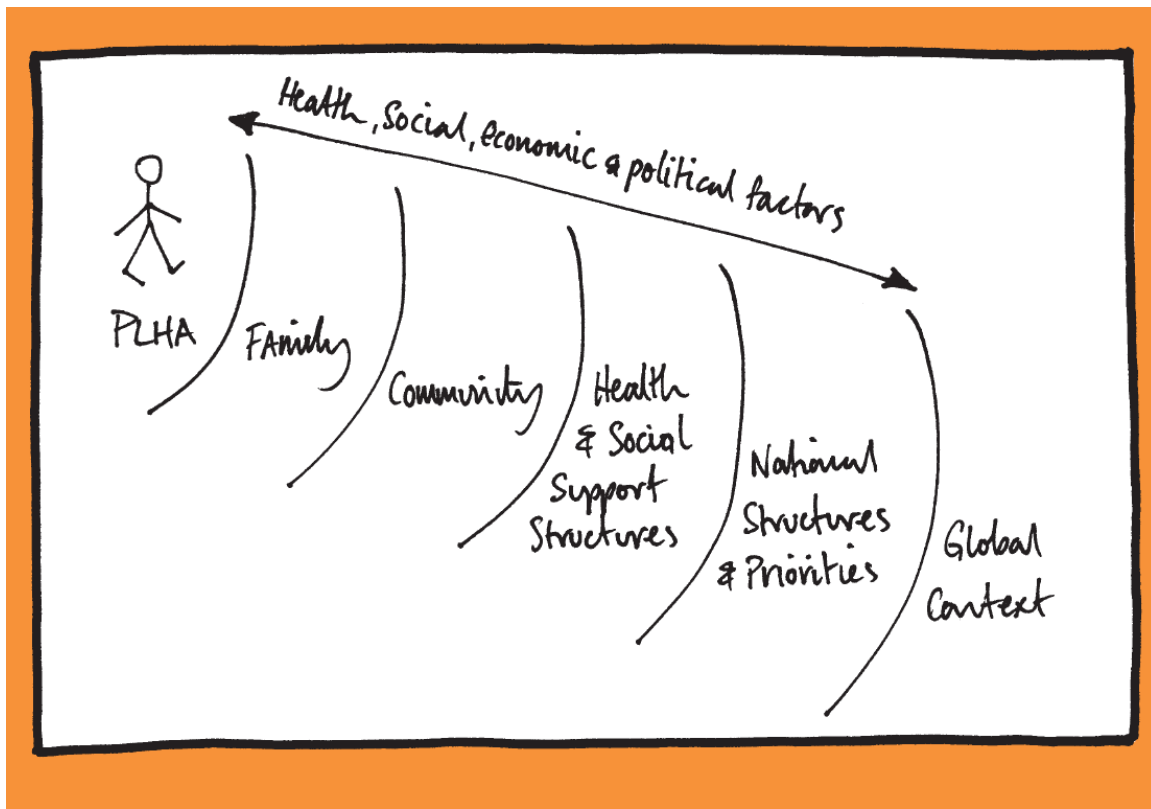 Health, Social, economic & political factors
PLHA
FAmily
Community
Health
& Social
Support
Structures
National
Structures
& Priorities
Global
Context